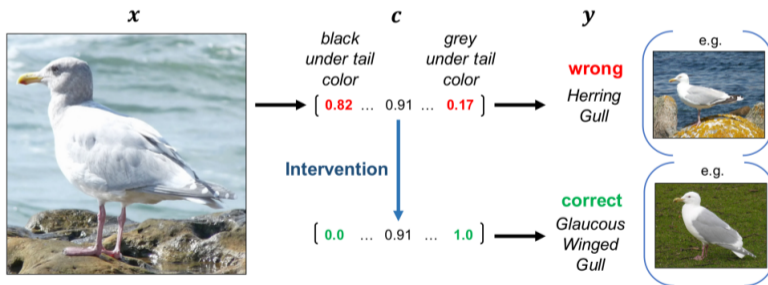 x
c
y
black
under tail
color
grey
under tail
color
[ 0.82 ... 0.91 ... 0.17 ]
wrong
Herring
Gull
e.g.
Intervention
[ 0.0 ... 0.91 ... 1.0 ]
correct
Glaucous
Winged
Gull
e.g.